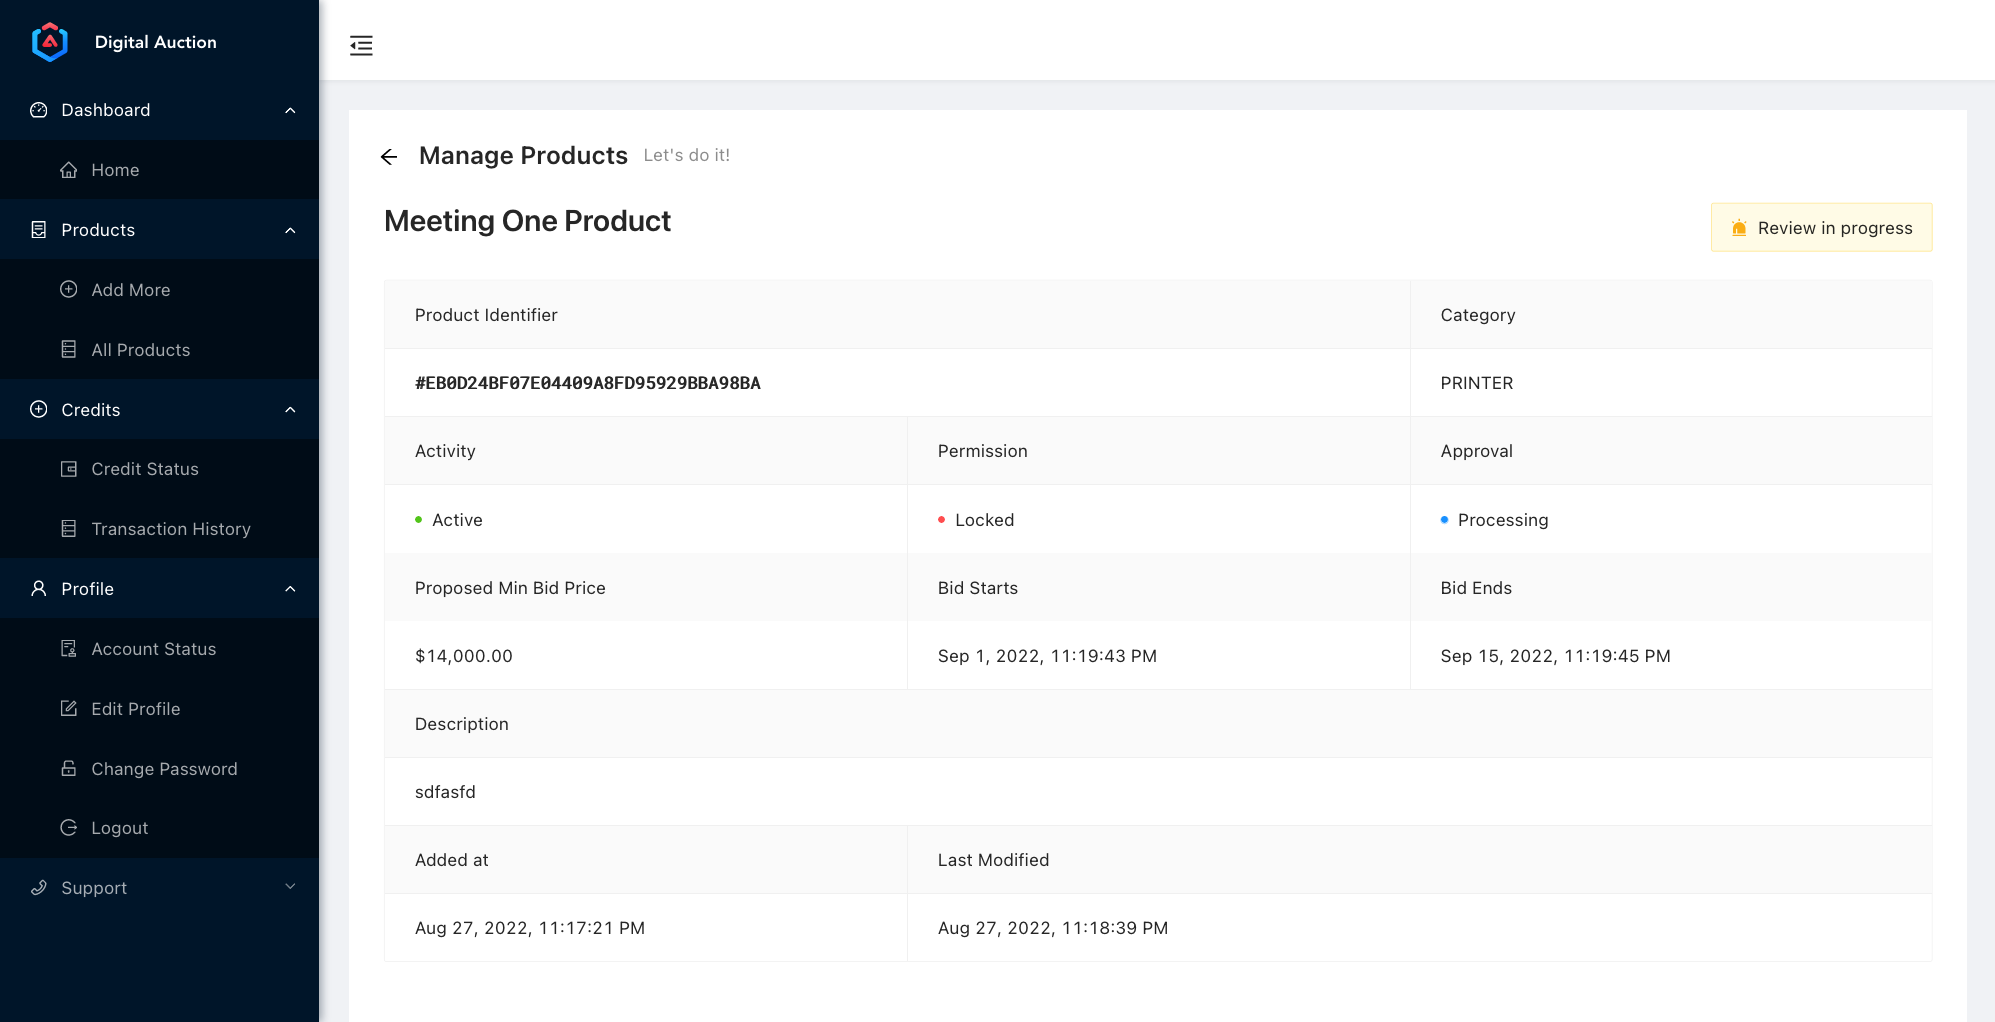 Digital Auction
Dashboard
Home
Products
Add More
All Products
Credits
Credit Status
Transaction History
Profile
Account Status
Edit Profile
Change Password
Logout
Support
Manage Products Let's do it!
Meeting One Product
Review in progress
Product Identifier Category
#EB0D24BF07E04409A8FD95929BBA98BA PRINTER
Activity Permission Approval
Active Locked Processing
Proposed Min Bid Price Bid Starts Bid Ends
$14,000.00 Sep 1, 2022, 11:19:43 PM Sep 15, 2022, 11:19:45 PM
Description
sdfasfd
Added at Last Modified
Aug 27, 2022, 11:17:21 PM Aug 27, 2022, 11:18:39 PM